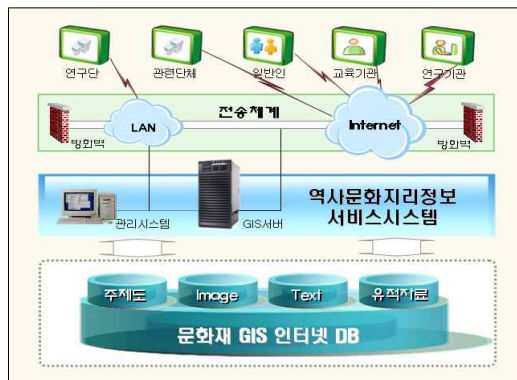 연구단
관련단체
일반인
교육기관
연구기관
전송체계
LAN
Internet
방화벽
방화벽
역사문화지리정보
서비스시스템
관리시스템
GIS서버
주제도
Image
Text
유적자료
문화재 GIS 인터넷 DB